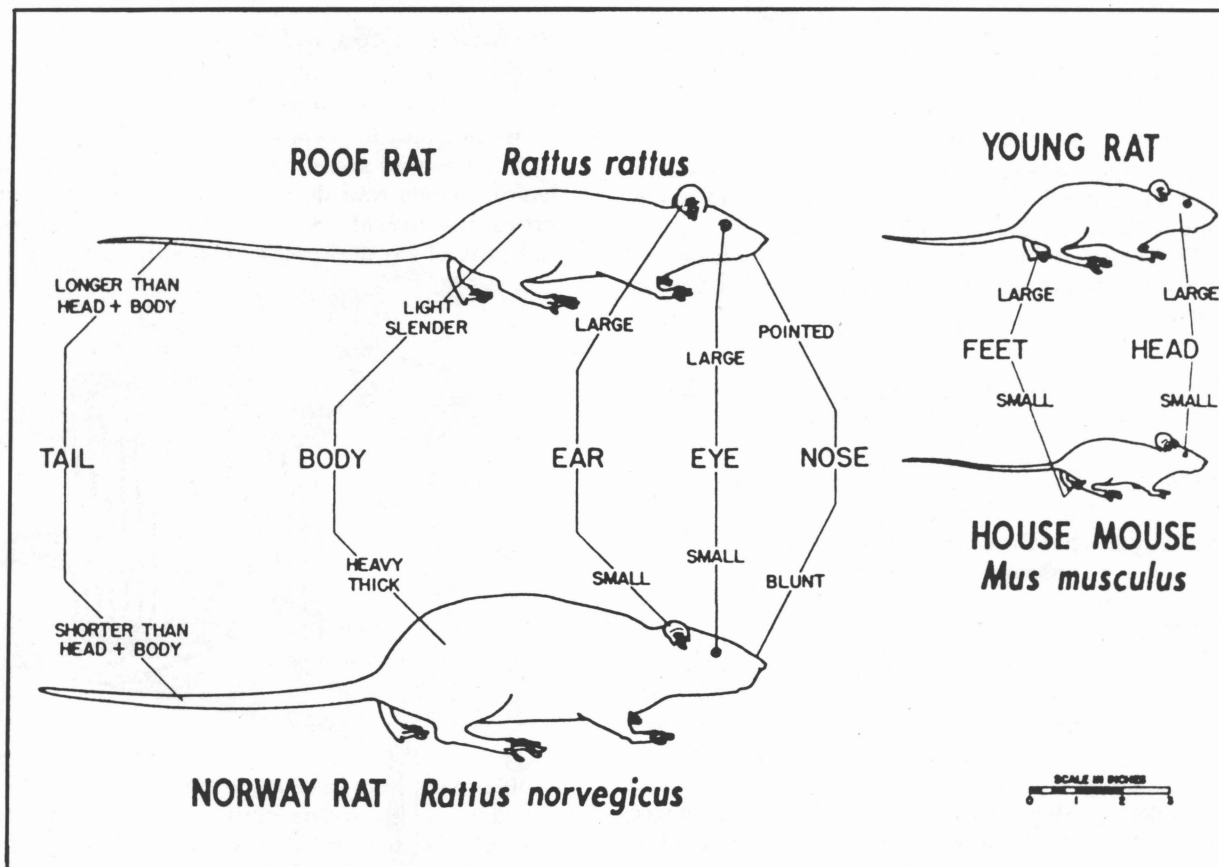 ROOF RAT Rattus rattus
LONGER THAN
HEAD + BODY
LIGHT
SLENDER
LARGE
LARGE
POINTED
TAIL
BODY
EAR
EYE
NOSE
SHORTER THAN
HEAD + BODY
HEAVY
THICK
SMALL
SMALL
BLUNT
NORWAY RAT Rattus norvegicus
YOUNG RAT
LARGE
LARGE
FEET
HEAD
SMALL
SMALL
HOUSE MOUSE
Mus musculus
SCALE IN INCHES
0 1 2 3